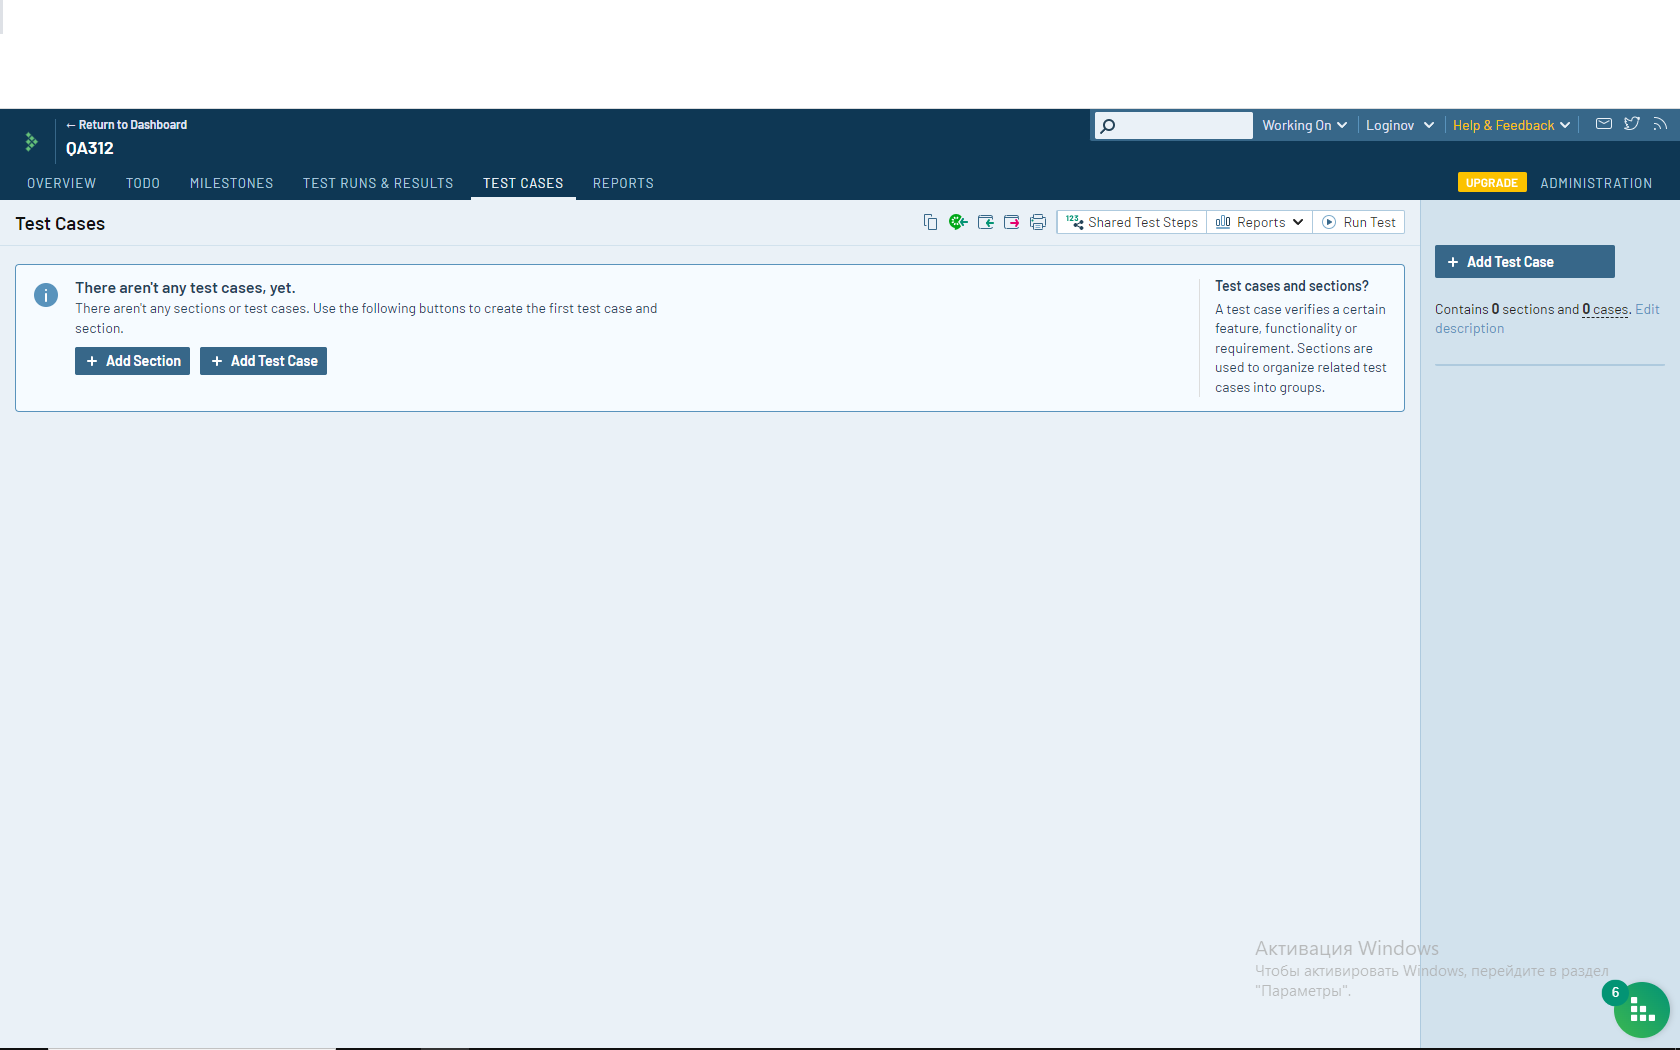 ← Return to Dashboard
QA312
Working On
Loginov
Help & Feedback
OVERVIEW
TODO
MILESTONES
TEST RUNS & RESULTS
TEST CASES
REPORTS
UPGRADE
ADMINISTRATION
Test Cases
123
Shared Test Steps
Reports
Run Test
There aren't any test cases, yet.
There aren't any sections or test cases. Use the following buttons to create the first test case and
section.
+ Add Section
+ Add Test Case
Test cases and sections?
A test case verifies a certain
feature, functionality or
requirement. Sections are
used to organize related test
cases into groups.
+ Add Test Case
Contains 0 sections and 0 cases. Edit
description
Активация Windows
Чтобы активировать Windows, перейдите в раздел
"Параметры".
6